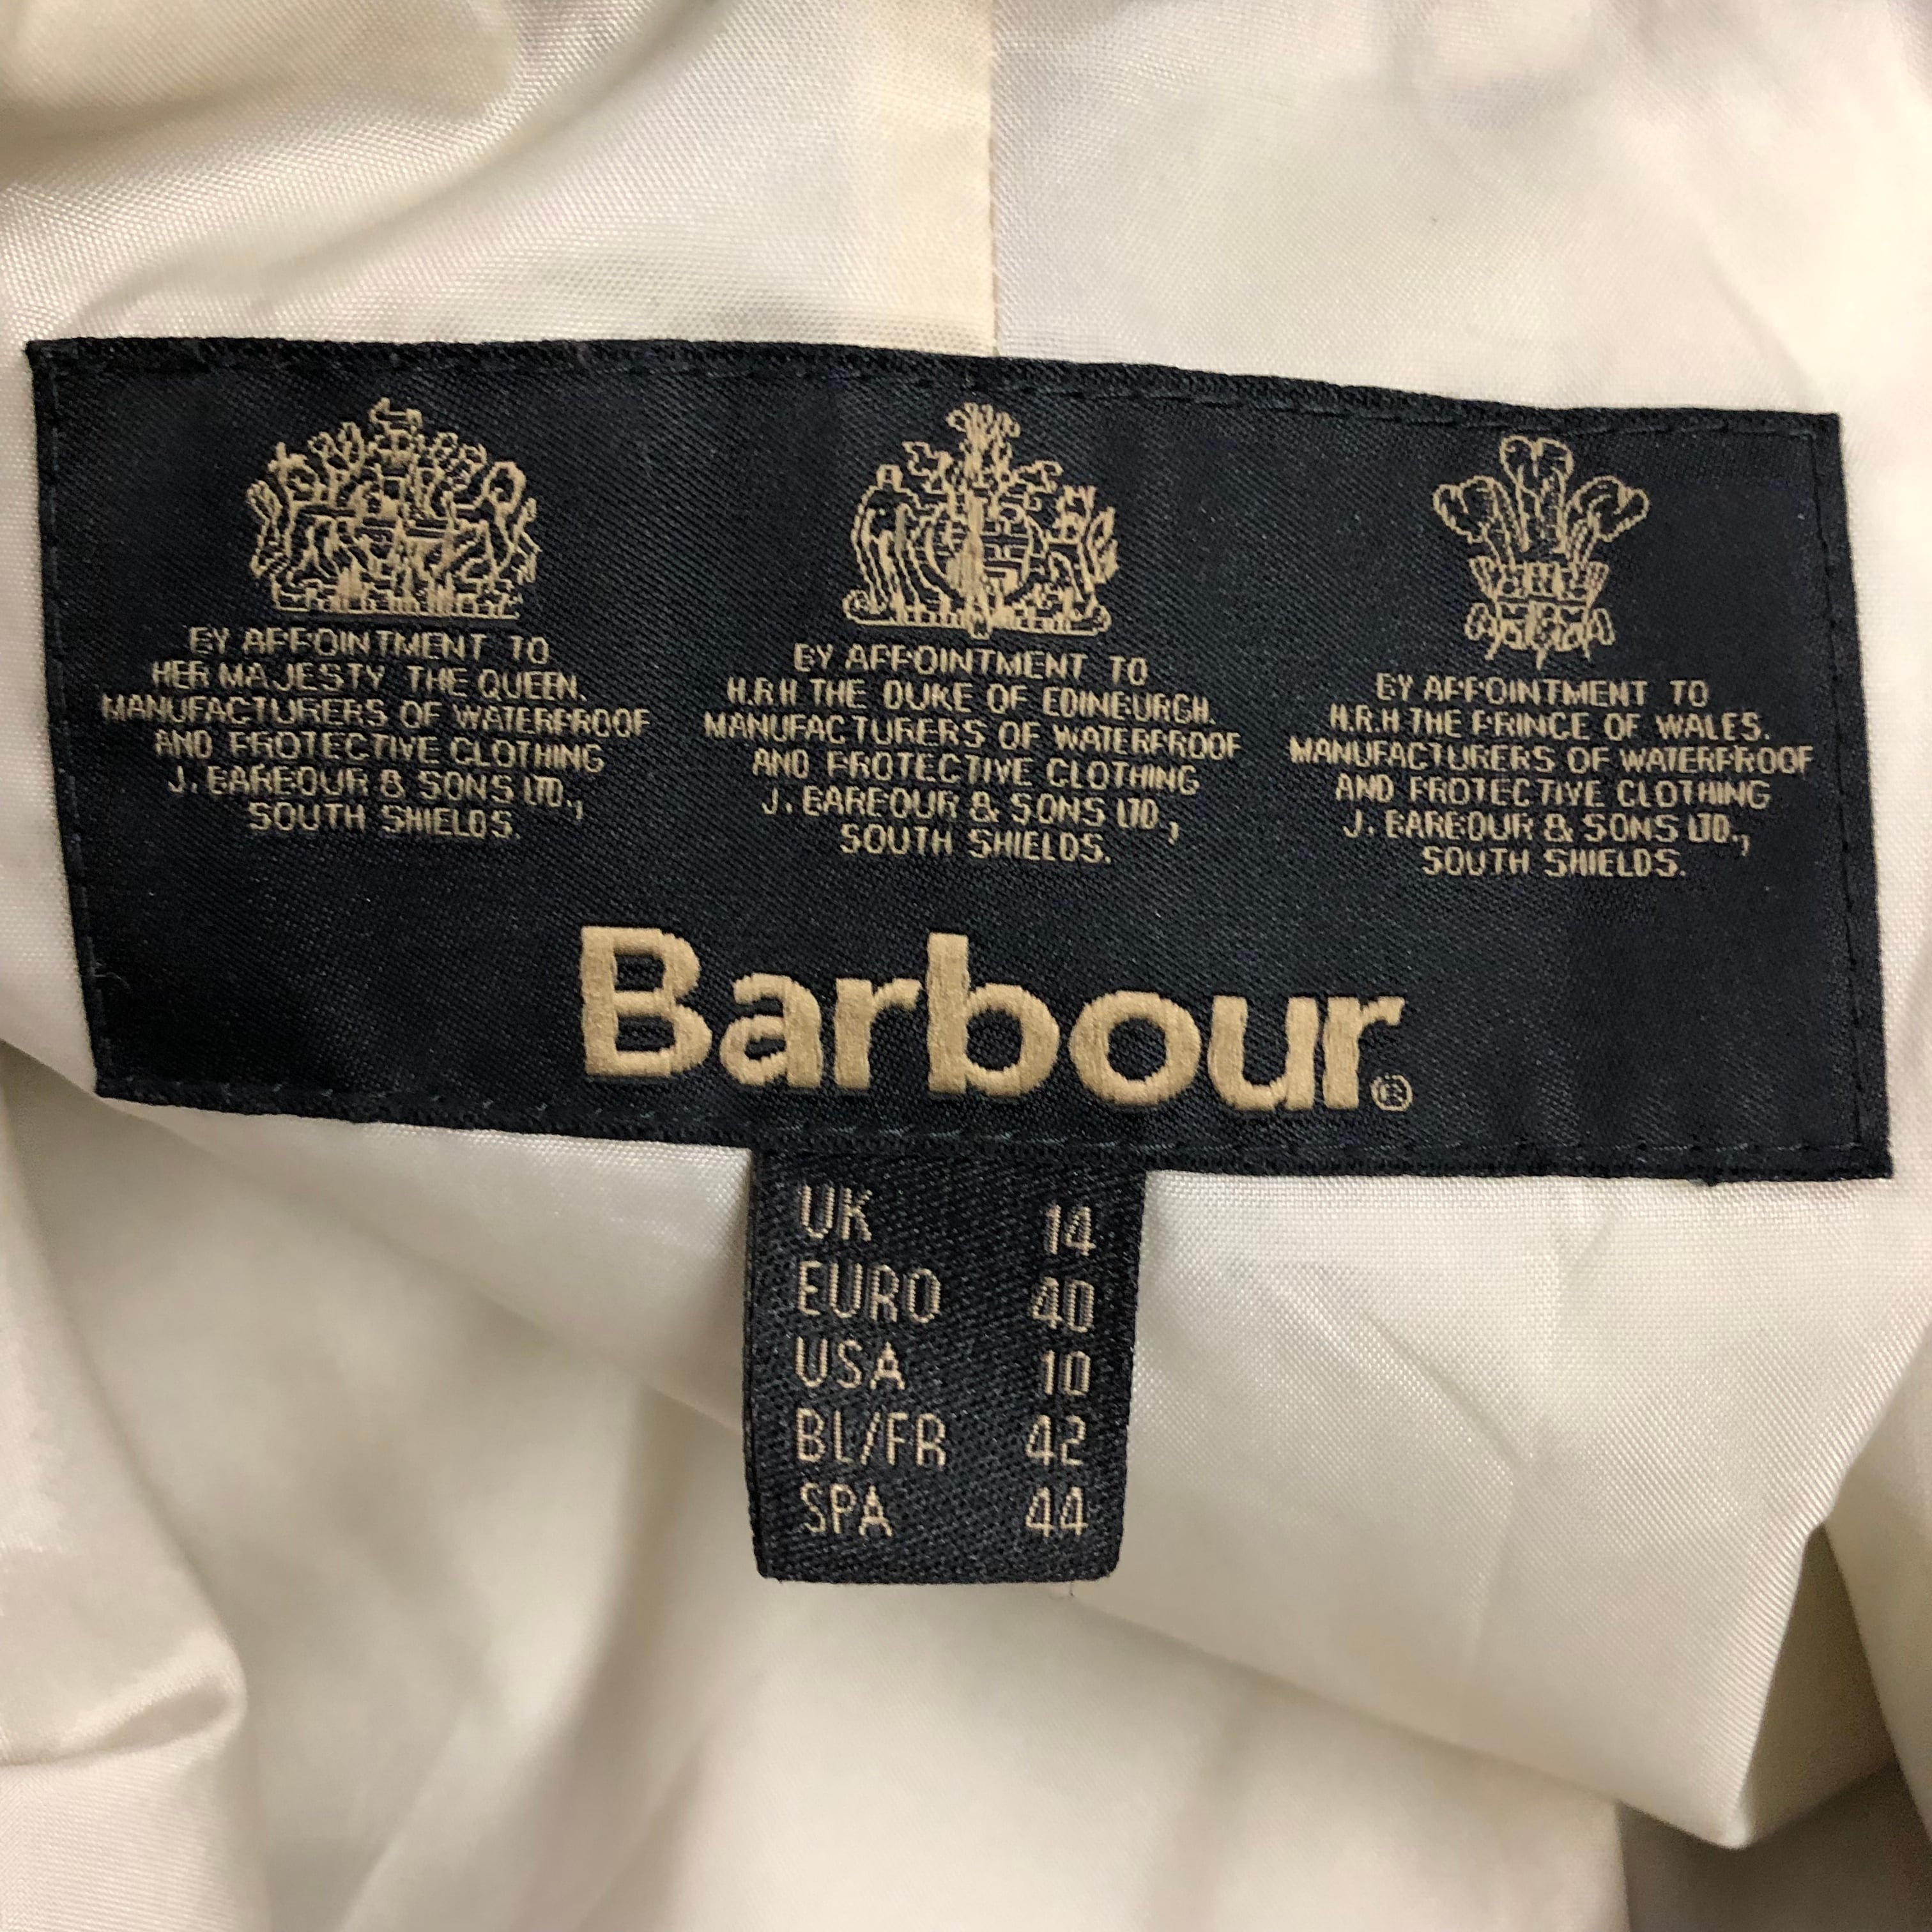 BY APPOINTMENT TO
HER MAJESTY THE QUEEN.
MANUFACTURERS OF WATERPROOF
AND PROTECTIVE CLOTHING
J. BARBOUR & SONS LTD.,
SOUTH SHIELDS.
BY APPOINTMENT TO
H.R.H THE DUKE OF EDINBURGH.
MANUFACTURERS OF WATERPROOF
AND PROTECTIVE CLOTHING
J. BARBOUR & SONS LTD.,
SOUTH SHIELDS.
BY APPOINTMENT TO
H.R.H THE PRINCE OF WALES.
MANUFACTURERS OF WATERPROOF
AND PROTECTIVE CLOTHING
J. BARBOUR & SONS LTD.,
SOUTH SHIELDS.
Barbour®
UK 14
EURO 40
USA 10
BL/FR 42
SPA 44